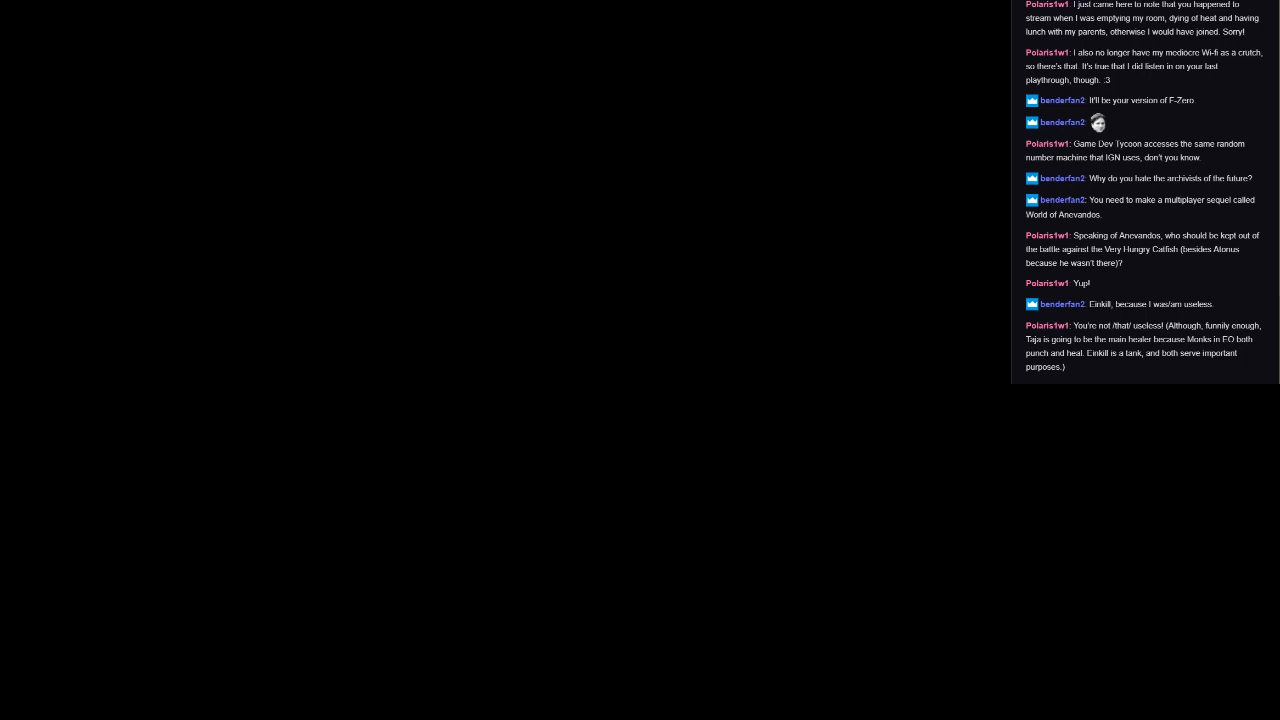 Polaris1w1: I just came here to note that you happened to
stream when I was emptying my room, dying of heat and having
lunch with my parents, otherwise I would have joined. Sorry!
Polaris1w1: I also no longer have my mediocre Wi-fi as a crutch,
so there's that. It's true that I did listen in on your last
playthrough, though. :3
benderfan2: It'll be your version of F-Zero.
benderfan2:
Polaris1w1: Game Dev Tycoon accesses the same random
number machine that IGN uses, don't you know.
benderfan2: Why do you hate the archivists of the future?
benderfan2: You need to make a multiplayer sequel called
World of Anevandos.
Polaris1w1: Speaking of Anevandos, who should be kept out of
the battle against the Very Hungry Catfish (besides Atonus
because he wasn't there)?
Polaris1w1: Yup!
benderfan2: Einkill, because I was/am useless.
Polaris1w1: You're not /that/ useless! (Although, funnily enough,
Taja is going to be the main healer because Monks in EO both
punch and heal. Einkill is a tank, and both serve important
purposes.)